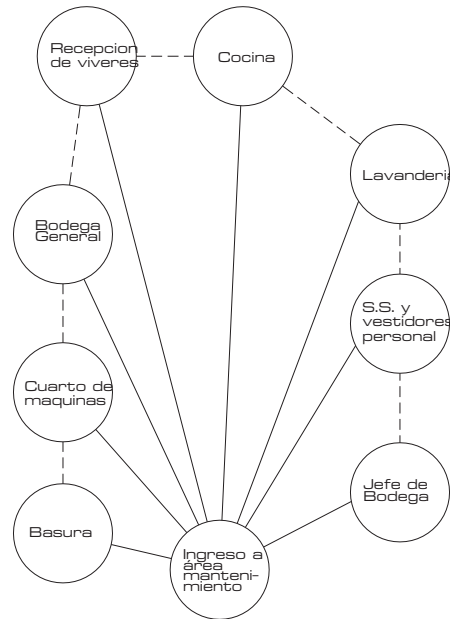 Recepcion
de viveres
Cocina
Lavanderia
Bodega
General
S.S. y
vestidores
personal
Cuarto de
maquinas
Jefe de
Bodega
Basura
Ingreso a
área
manteni-
miento